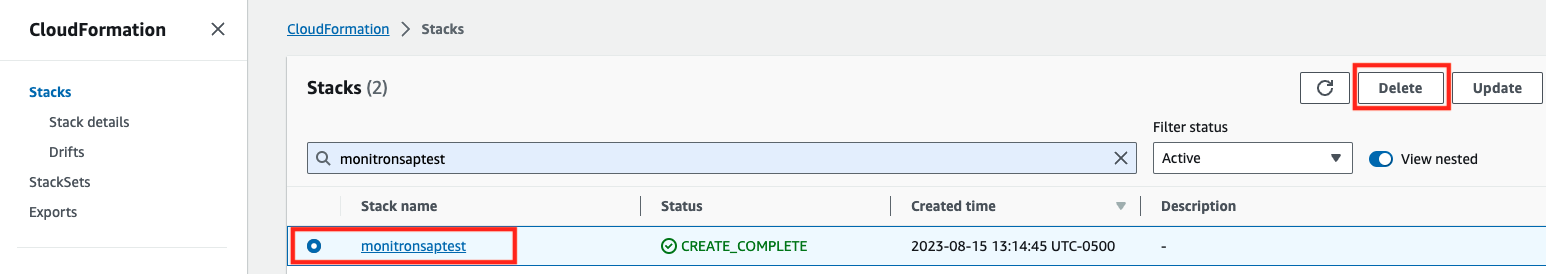 CloudFormation
Stacks
Stack details
Drifts
StackSets
Exports
CloudFormation > Stacks
Stacks (2)
Delete
Update
Filter status
monitronsaptest
Active
View nested
Stack name Status Created time Description
monitronsaptest CREATE_COMPLETE 2023-08-15 13:14:45 UTC-0500 -